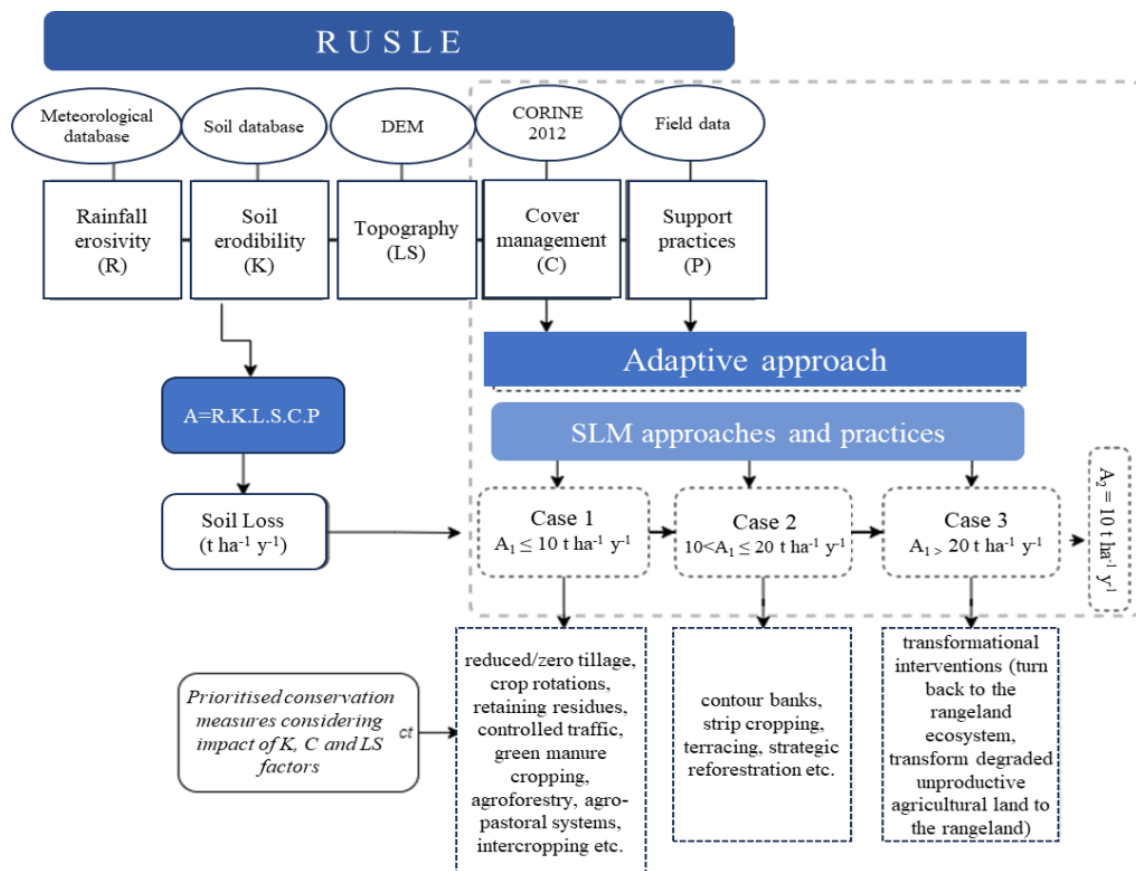 R U S L E
Meteorological
database
Soil database
DEM
CORINE
2012
Field data
Rainfall
erosivity
(R)
Soil
erodibility
(K)
Topography
(LS)
Cover
management
(C)
Support
practices
(P)
Adaptive approach
A=R.K.L.S.C.P
SLM approaches and practices
Soil Loss
(t ha⁻¹ y⁻¹)
Case 1
A₁ ≤ 10 t ha⁻¹ y⁻¹
Case 2
10<A₁ ≤ 20 t ha⁻¹ y⁻¹
Case 3
A₁ > 20 t ha⁻¹ y⁻¹
A₂ = 10 t ha⁻¹ y⁻¹
Prioritised conservation
measures considering
impact of K, C and LS
factors
ct
reduced/zero tillage,
crop rotations,
retaining residues,
controlled traffic,
green manure
cropping,
agroforestry, agro-
pastoral systems,
intercropping etc.
contour banks,
strip cropping,
terracing, strategic
reforestration etc.
transformational
interventions (turn
back to the
rangeland
ecosystem,
transform degraded
unproductive
agricultural land to
the rangeland)